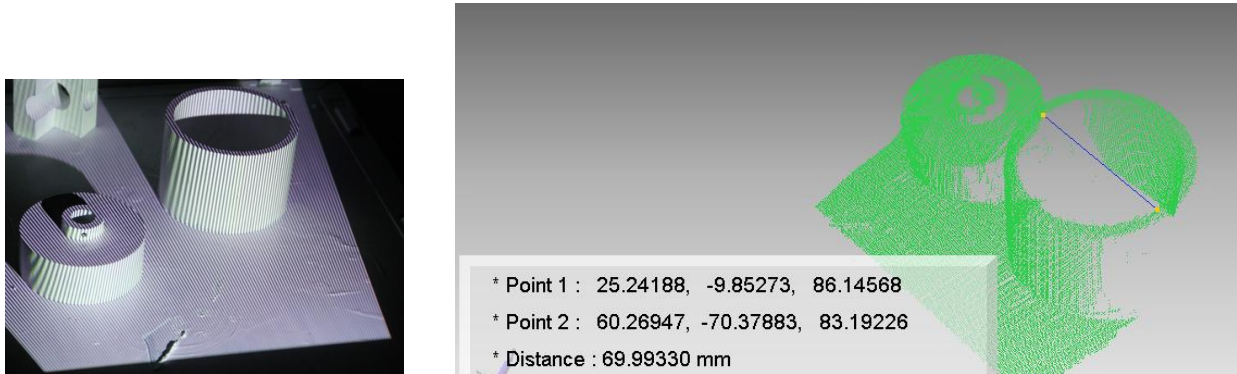 * Point 1 : 25.24188, -9.85273, 86.14568
* Point 2 : 60.26947, -70.37883, 83.19226
* Distance : 69.99330 mm